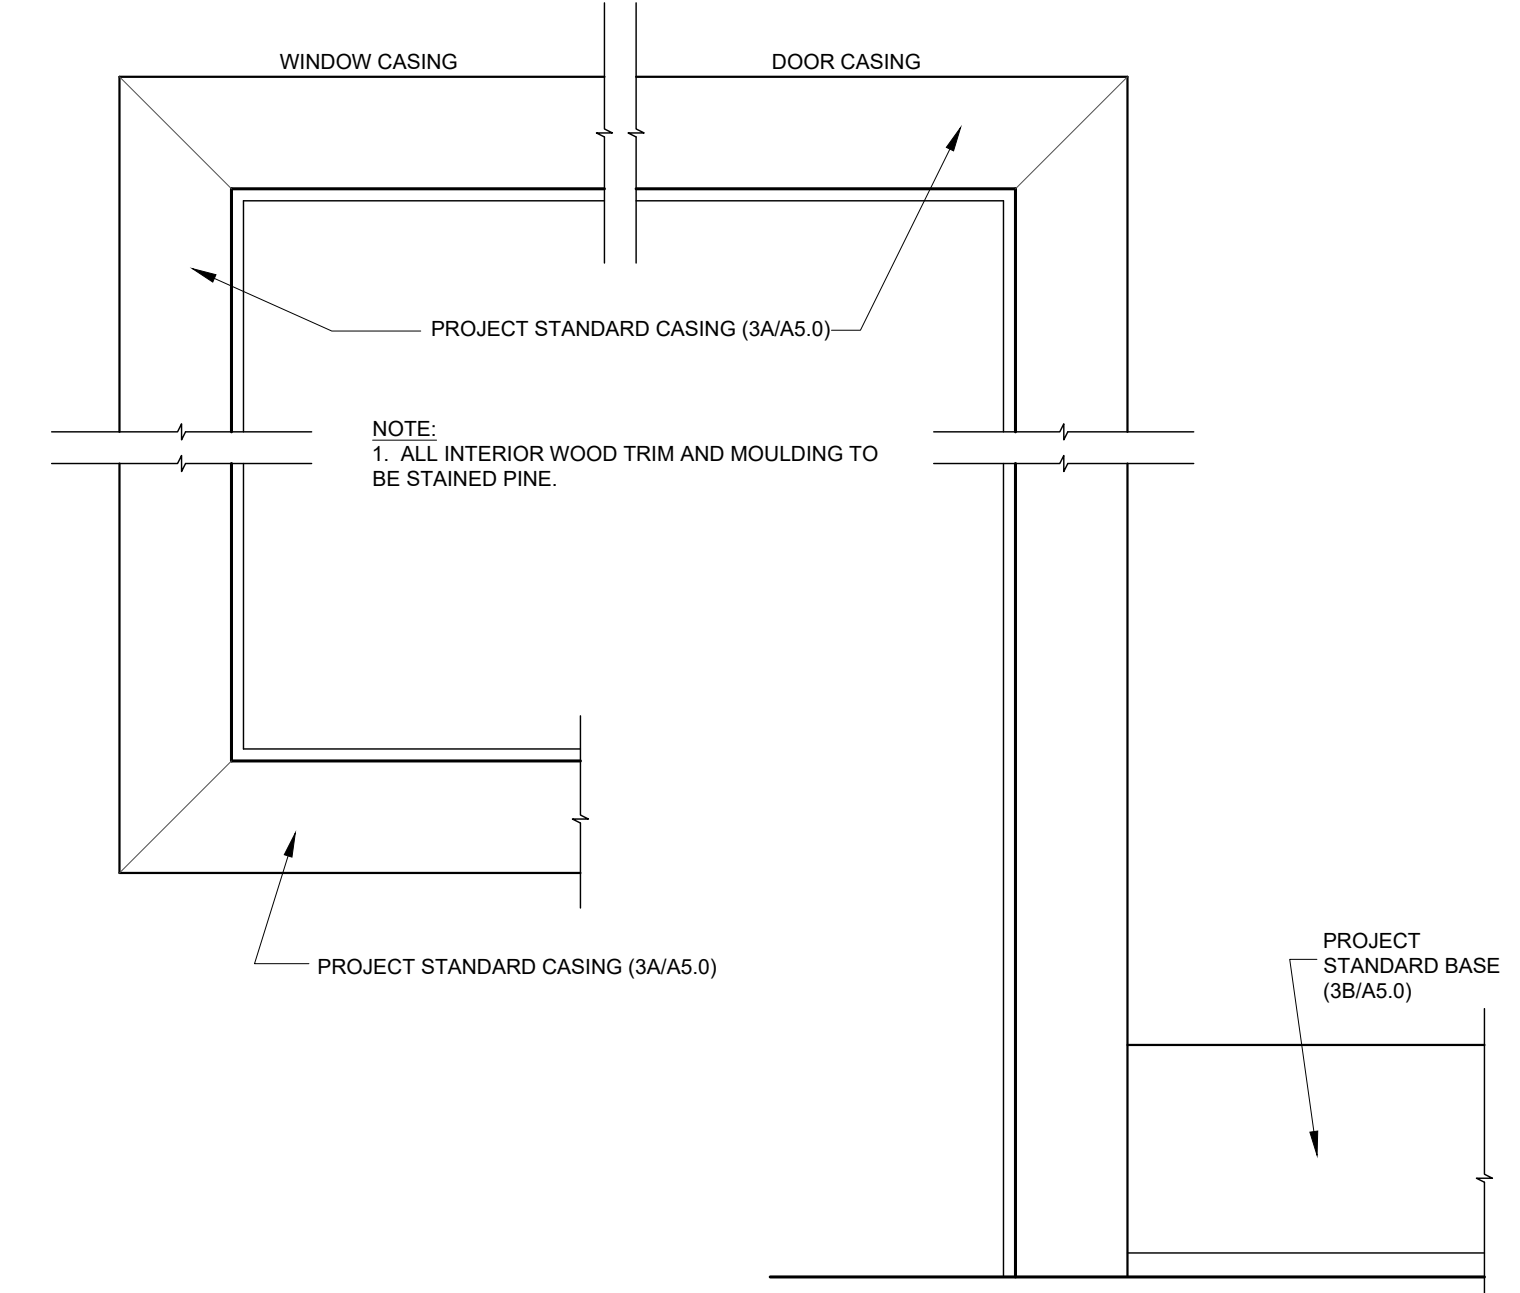 WINDOW CASING
DOOR CASING
PROJECT STANDARD CASING (3A/A5.0)
NOTE:
1. ALL INTERIOR WOOD TRIM AND MOULDING TO
BE STAINED PINE.
PROJECT STANDARD CASING (3A/A5.0)
PROJECT
STANDARD BASE
(3B/A5.0)